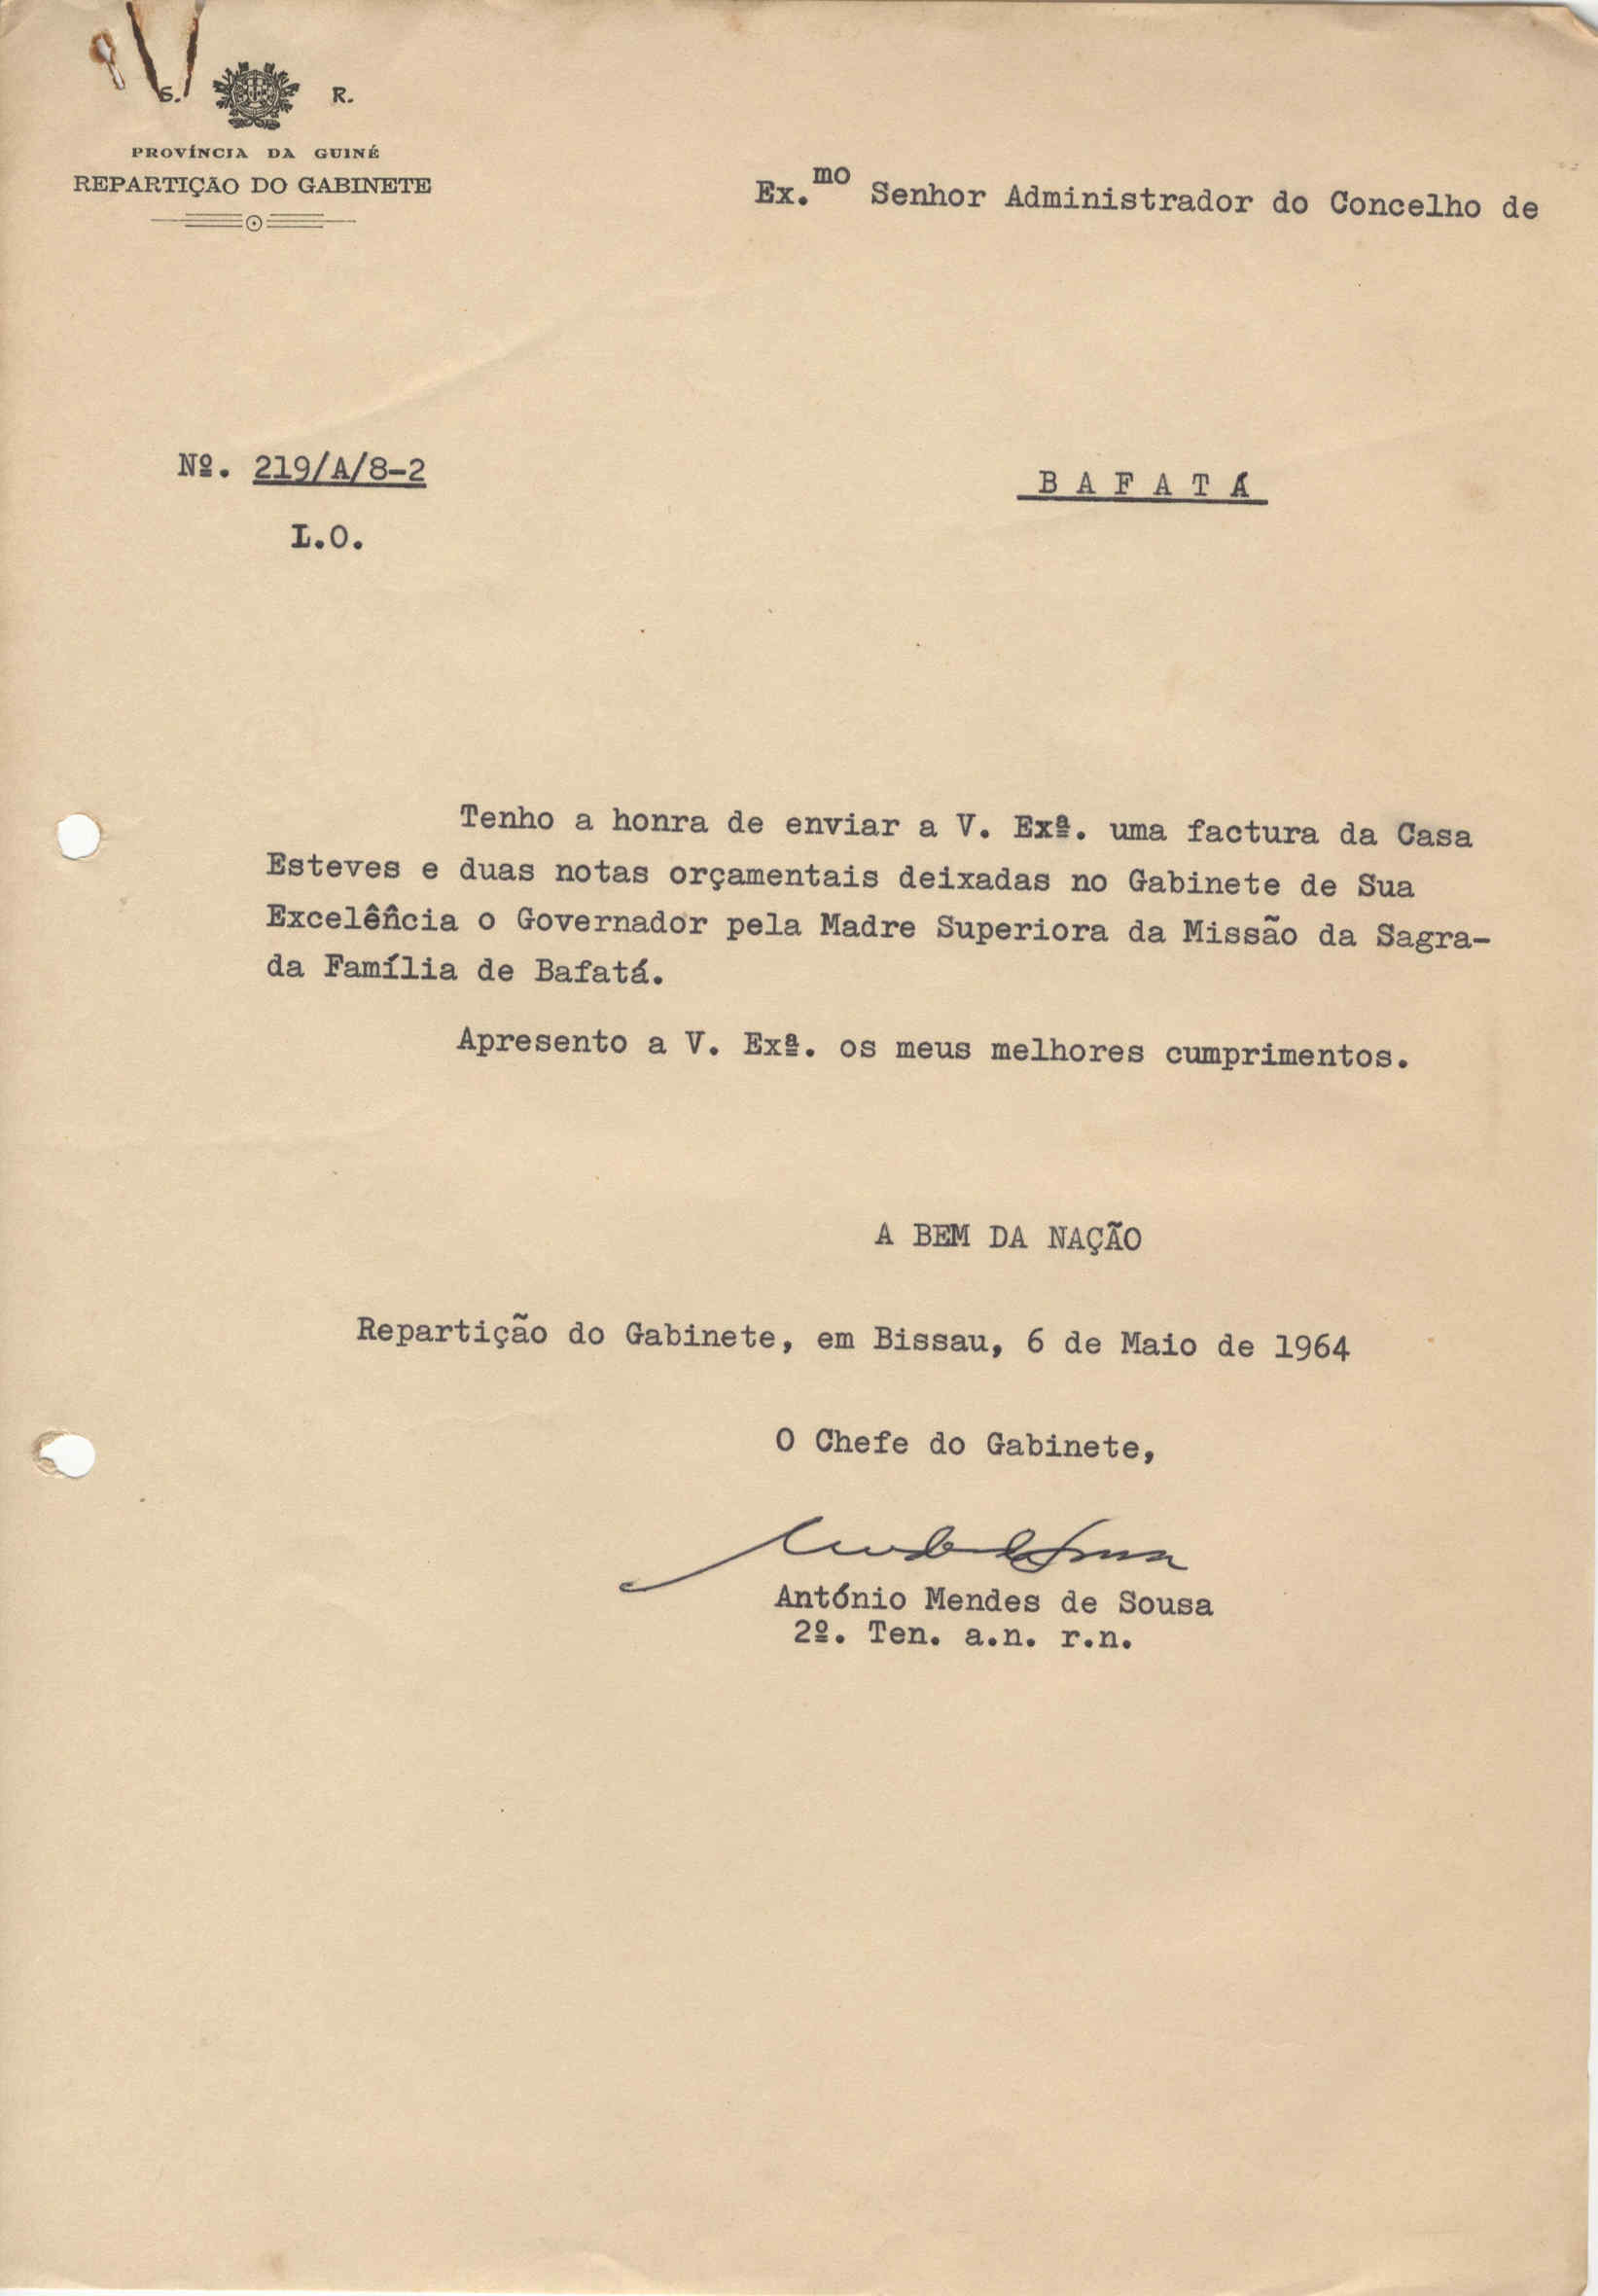 S. R.
PROVÍNCIA DA GUINÉ
REPARTIÇÃO DO GABINETE
Ex.mo Senhor Administrador do Concelho de
Nº. 219/A/8-2
B A F A T Á
L.O.
Tenho a honra de enviar a V. Exª. uma factura da Casa
Esteves e duas notas orçamentais deixadas no Gabinete de Sua
Excelência o Governador pela Madre Superiora da Missão da Sagra-
da Família de Bafatá.
Apresento a V. Exª. os meus melhores cumprimentos.
A BEM DA NAÇÃO
Repartição do Gabinete, em Bissau, 6 de Maio de 1964
O Chefe do Gabinete,
António Mendes de Sousa
2º. Ten. a.n. r.n.